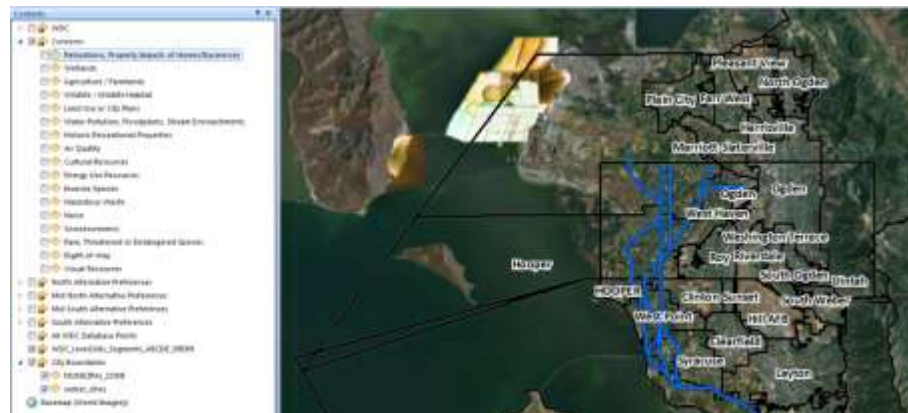 Contents
WDC
Concerns
Relocations, Property Impacts of Homes/Businesses
Wetlands
Agriculture / Farmlands
Wildlife - Wildlife Habitat
Land Use or City Plans
Water Pollution, Floodplains, Stream Encroachments
Historic Recreational Properties
Air Quality
Cultural Resources
Energy Use Resources
Invasive Species
Hazardous Waste
Noise
Socioeconomic
Rare, Threatened or Endangered Species
Right-of-Way
Visual Resources
North Alternative Preferences
Mid North Alternative Preferences
Mid South Alternative Preferences
South Alternative Preferences
All WDC Database Points
City Boundaries
Basemap (World Imagery)
Pleasant View
North Ogden
Plain City
Farr West
Harrisville
Marriott Slaterville
Ogden
Ogden
West Haven
Washington Terrace
Roy
Riverdale
Hooper
South Ogden
Uintah
HOOPER
Clinton
Sunset
South Weber
West Point
Hill AFB
Clearfield
Syracuse
Layton